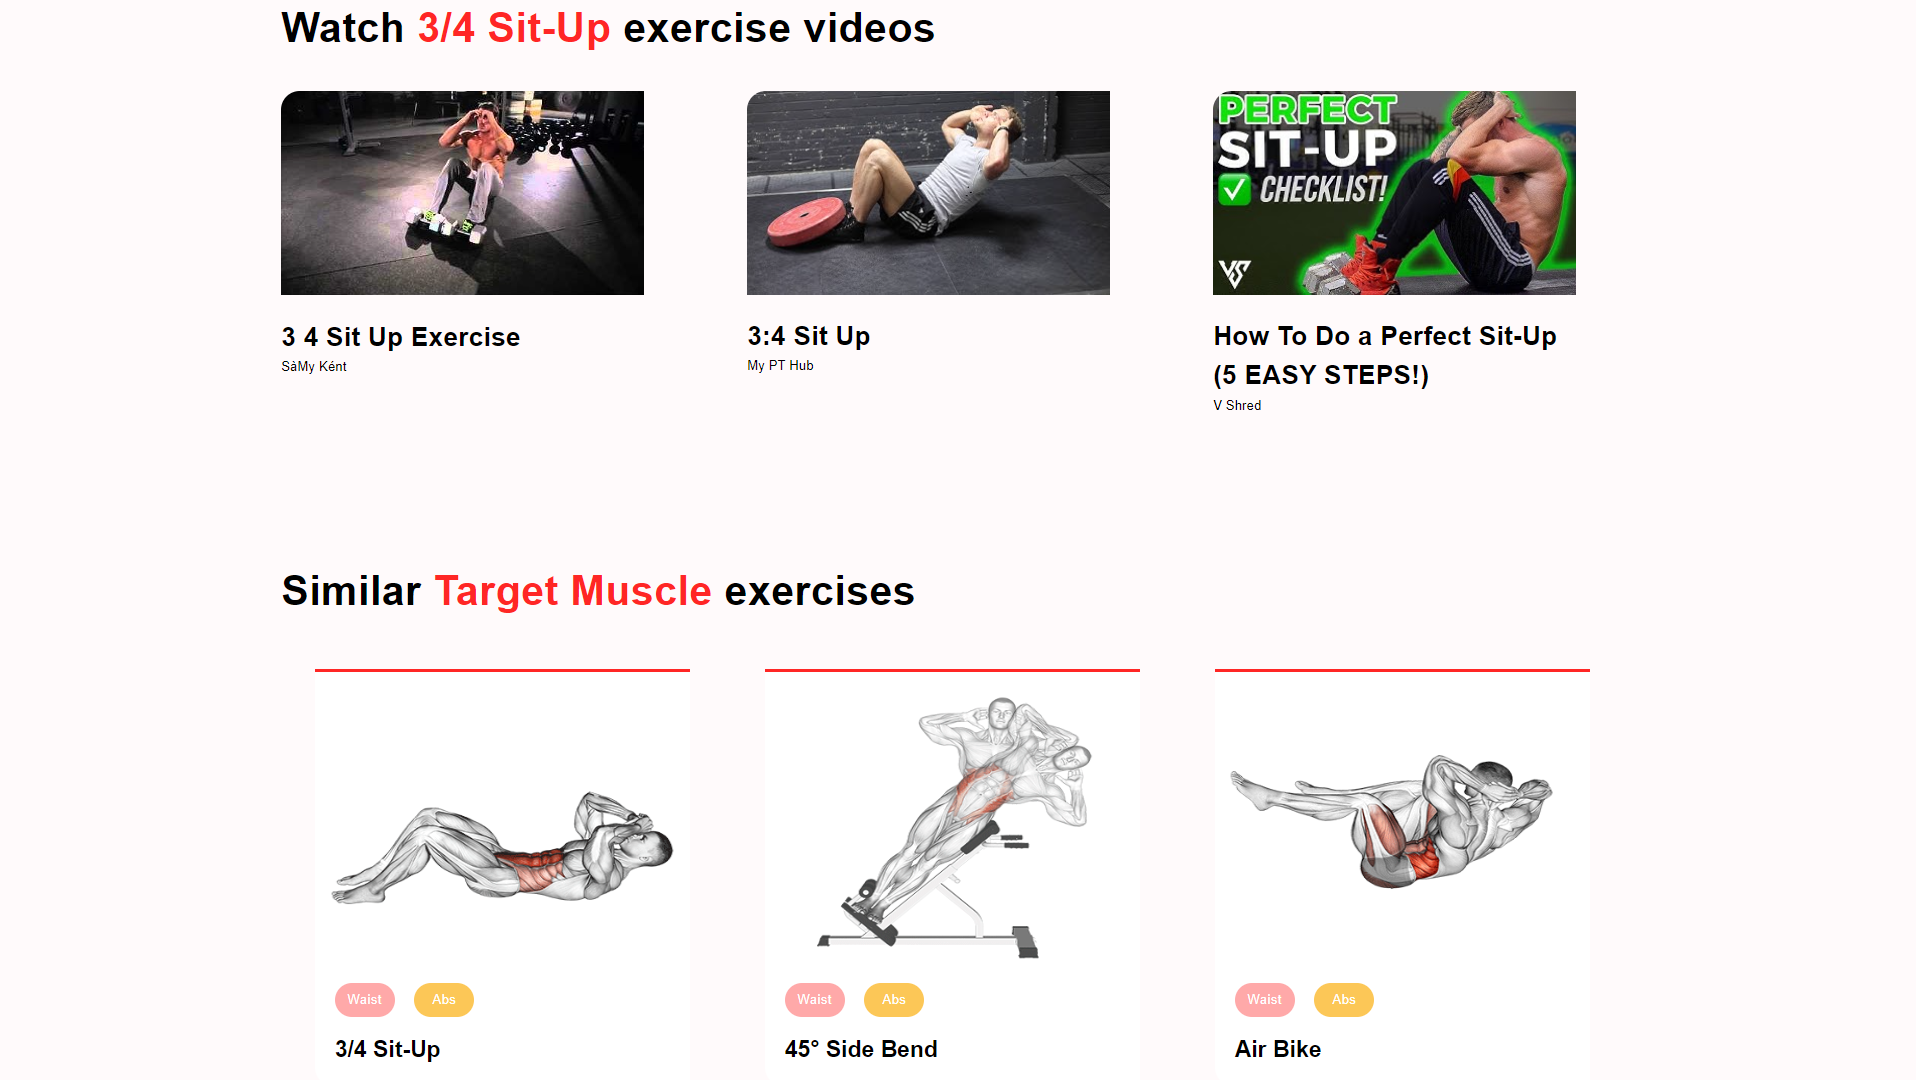 Watch 3/4 Sit-Up exercise videos
PERFECT
SIT-UP
CHECKLIST!
VS
3 4 Sit Up Exercise
SàMy Ként
3:4 Sit Up
My PT Hub
How To Do a Perfect Sit-Up
(5 EASY STEPS!)
V Shred
Similar Target Muscle exercises
Waist Abs
3/4 Sit-Up
Waist Abs
45° Side Bend
Waist Abs
Air Bike